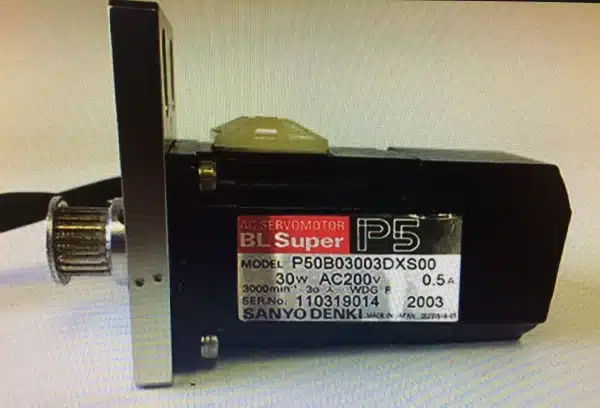 AC SERVOMOTOR
BL Super P5
MODEL P50B03003DXS00
30W AC200V 0.5A
3000min⁻¹ 3ø WDG F
SER.No. 110319014 2003
SANYO DENKI MADE IN JAPAN